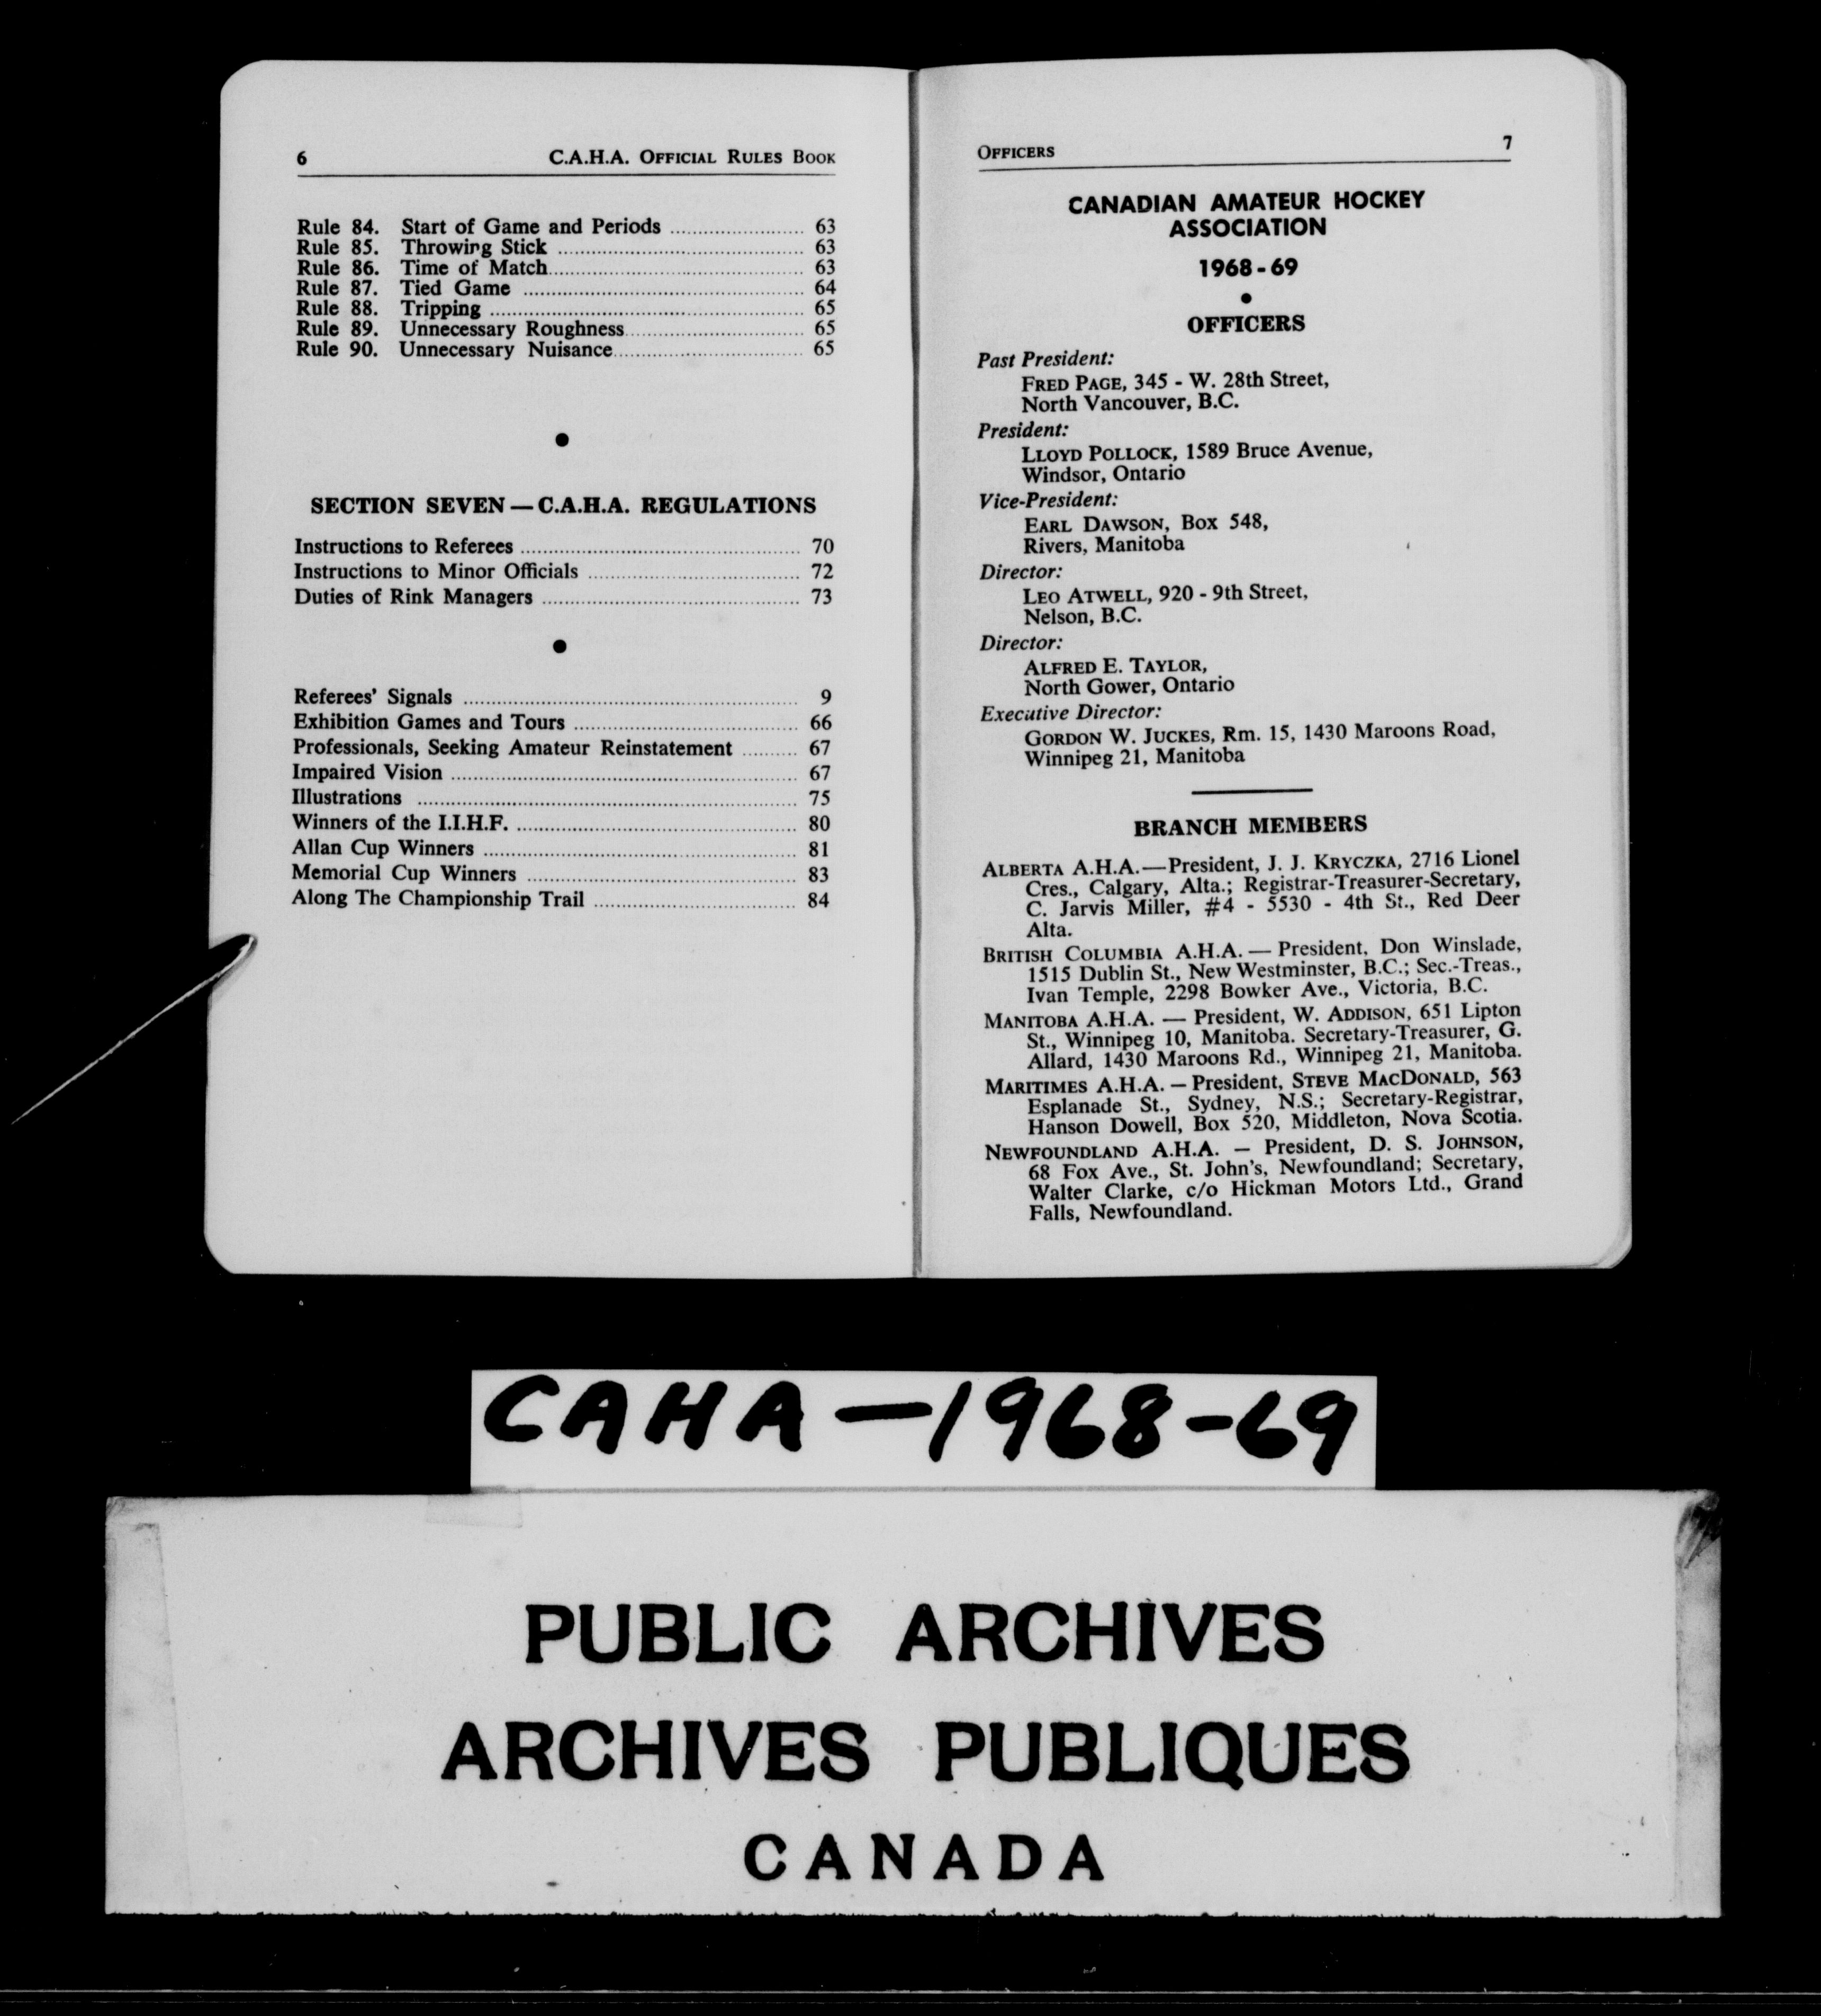 6 C.A.H.A. OFFICIAL RULES BOOK
Rule 84. Start of Game and Periods ........................ 63
Rule 85. Throwing Stick ............................................ 63
Rule 86. Time of Match.............................................. 63
Rule 87. Tied Game .................................................. 64
Rule 88. Tripping ........................................................ 65
Rule 89. Unnecessary Roughness................................ 65
Rule 90. Unnecessary Nuisance.................................. 65
●
SECTION SEVEN — C.A.H.A. REGULATIONS
Instructions to Referees .................................................. 70
Instructions to Minor Officials ...................................... 72
Duties of Rink Managers .............................................. 73
●
Referees' Signals ............................................................ 9
Exhibition Games and Tours ........................................ 66
Professionals, Seeking Amateur Reinstatement .......... 67
Impaired Vision .............................................................. 67
Illustrations .................................................................... 75
Winners of the I.I.H.F. .................................................. 80
Allan Cup Winners ........................................................ 81
Memorial Cup Winners ................................................ 83
Along The Championship Trail .................................... 84
OFFICERS 7
CANADIAN AMATEUR HOCKEY
ASSOCIATION
1968-69
●
OFFICERS
Past President:
FRED PAGE, 345 - W. 28th Street,
North Vancouver, B.C.
President:
LLOYD POLLOCK, 1589 Bruce Avenue,
Windsor, Ontario
Vice-President:
EARL DAWSON, Box 548,
Rivers, Manitoba
Director:
LEO ATWELL, 920 - 9th Street,
Nelson, B.C.
Director:
ALFRED E. TAYLOR,
North Gower, Ontario
Executive Director:
GORDON W. JUCKES, Rm. 15, 1430 Maroons Road,
Winnipeg 21, Manitoba
BRANCH MEMBERS
ALBERTA A.H.A.—President, J. J. KRYCZKA, 2716 Lionel
Cres., Calgary, Alta.; Registrar-Treasurer-Secretary,
C. Jarvis Miller, #4 - 5530 - 4th St., Red Deer
Alta.
BRITISH COLUMBIA A.H.A. — President, Don Winslade,
1515 Dublin St., New Westminster, B.C.; Sec.-Treas.,
Ivan Temple, 2298 Bowker Ave., Victoria, B.C.
MANITOBA A.H.A. — President, W. ADDISON, 651 Lipton
St., Winnipeg 10, Manitoba. Secretary-Treasurer, G.
Allard, 1430 Maroons Rd., Winnipeg 21, Manitoba.
MARITIMES A.H.A. — President, STEVE MACDONALD, 563
Esplanade St., Sydney, N.S.; Secretary-Registrar,
Hanson Dowell, Box 520, Middleton, Nova Scotia.
NEWFOUNDLAND A.H.A. — President, D. S. JOHNSON,
68 Fox Ave., St. John's, Newfoundland; Secretary,
Walter Clarke, c/o Hickman Motors Ltd., Grand
Falls, Newfoundland.
CAHA—1968-69
PUBLIC ARCHIVES
ARCHIVES PUBLIQUES
CANADA